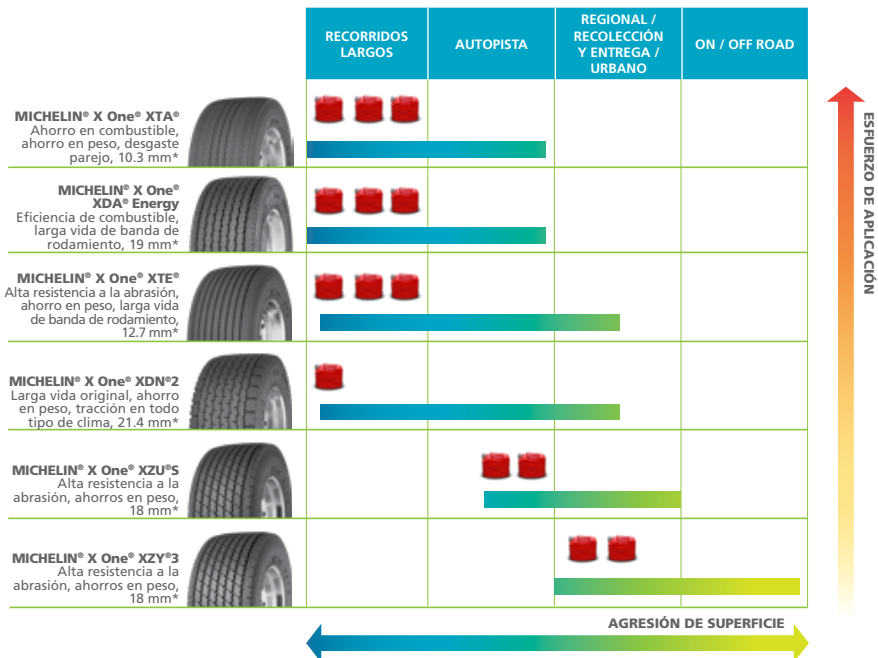 RECORRIDOS
LARGOS
AUTOPISTA
REGIONAL /
RECOLECCIÓN
Y ENTREGA /
URBANO
ON / OFF ROAD
MICHELIN® X One® XTA®
Ahorro en combustible,
ahorro en peso, desgaste
parejo, 10.3 mm*
MICHELIN® X One®
XDA® Energy
Eficiencia de combustible,
larga vida de banda de
rodamiento, 19 mm*
MICHELIN® X One® XTE®
Alta resistencia a la abrasión,
ahorro en peso, larga vida
de banda de rodamiento,
12.7 mm*
MICHELIN® X One® XDN®2
Larga vida original, ahorro
en peso, tracción en todo
tipo de clima, 21.4 mm*
MICHELIN® X One® XZU®S
Alta resistencia a la
abrasión, ahorros en peso,
18 mm*
MICHELIN® X One® XZY®3
Alta resistencia a la
abrasión, ahorros en peso,
18 mm*
ESFUERZO DE APLICACIÓN
AGRESIÓN DE SUPERFICIE